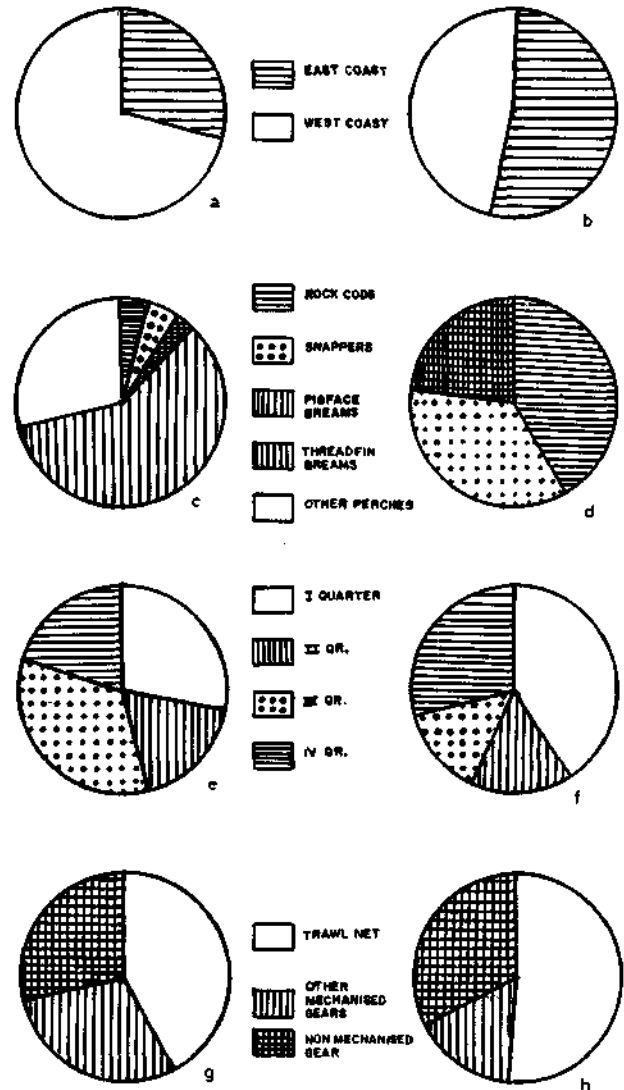 EAST COAST
WEST COAST
a
b
ROCK CODS
SNAPPERS
PIGFACE
BREAMS
THREADFIN
BREAMS
OTHER PERCHES
c
d
I QUARTER
II QR.
III QR.
IV QR.
e
f
TRAWL NET
OTHER
MECHANISED
GEARS
NON MECHANISED
GEAR
g
h